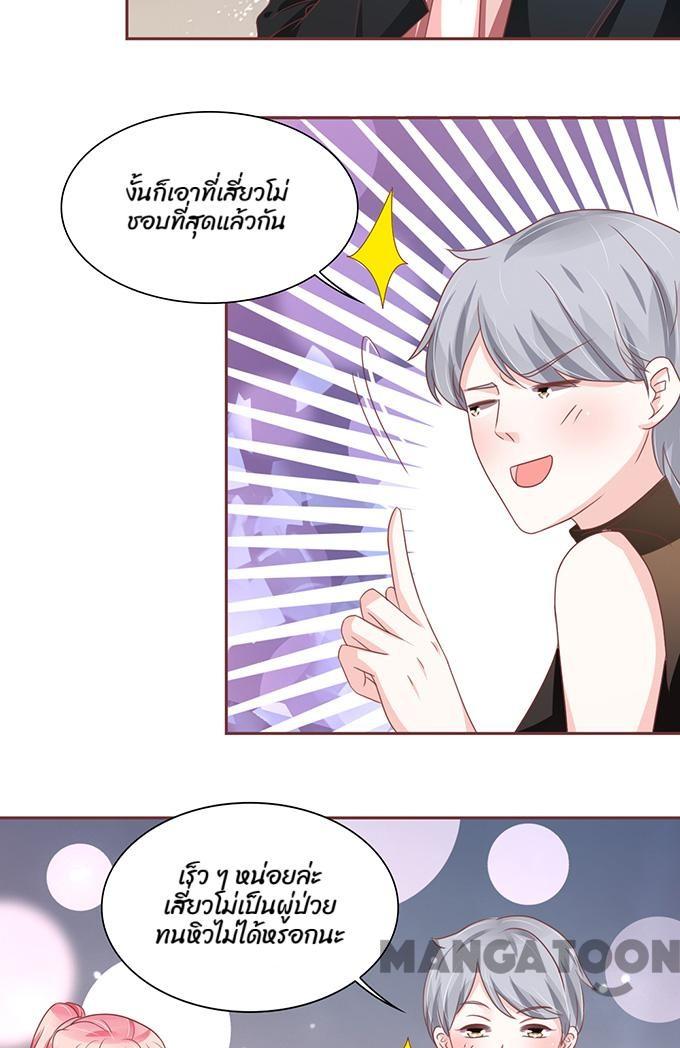 งั้นก็เอาที่เสี่ยวโม่
ชอบที่สุดแล้วกัน
เร็ว ๆ หน่อยล่ะ
เสี่ยวโม่เป็นผู้ป่วย
ทนหิวไม่ได้หรอกนะ
MANGATOON